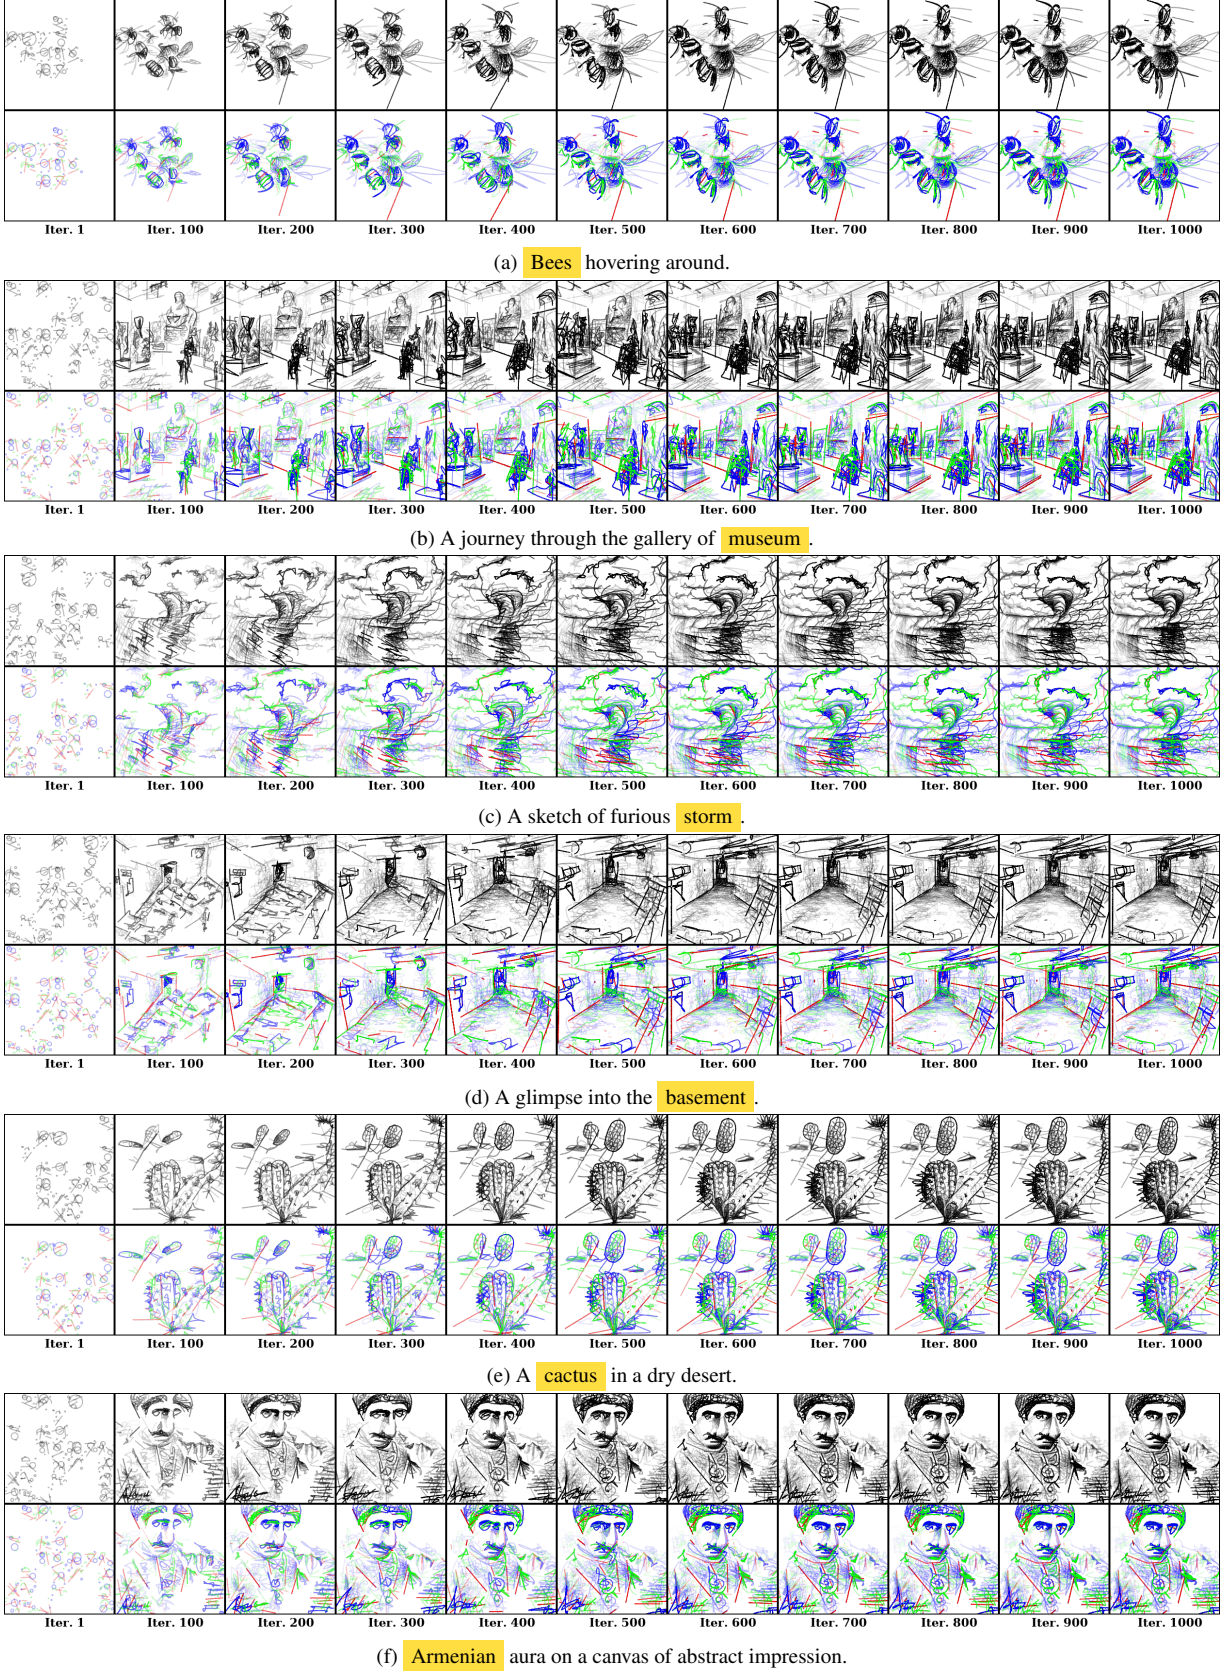 Iter. 1 Iter. 100 Iter. 200 Iter. 300 Iter. 400 Iter. 500 Iter. 600 Iter. 700 Iter. 800 Iter. 900 Iter. 1000
(a) Bees hovering around.
Iter. 1 Iter. 100 Iter. 200 Iter. 300 Iter. 400 Iter. 500 Iter. 600 Iter. 700 Iter. 800 Iter. 900 Iter. 1000
(b) A journey through the gallery of museum.
Iter. 1 Iter. 100 Iter. 200 Iter. 300 Iter. 400 Iter. 500 Iter. 600 Iter. 700 Iter. 800 Iter. 900 Iter. 1000
(c) A sketch of furious storm.
Iter. 1 Iter. 100 Iter. 200 Iter. 300 Iter. 400 Iter. 500 Iter. 600 Iter. 700 Iter. 800 Iter. 900 Iter. 1000
(d) A glimpse into the basement.
Iter. 1 Iter. 100 Iter. 200 Iter. 300 Iter. 400 Iter. 500 Iter. 600 Iter. 700 Iter. 800 Iter. 900 Iter. 1000
(e) A cactus in a dry desert.
Iter. 1 Iter. 100 Iter. 200 Iter. 300 Iter. 400 Iter. 500 Iter. 600 Iter. 700 Iter. 800 Iter. 900 Iter. 1000
(f) Armenian aura on a canvas of abstract impression.